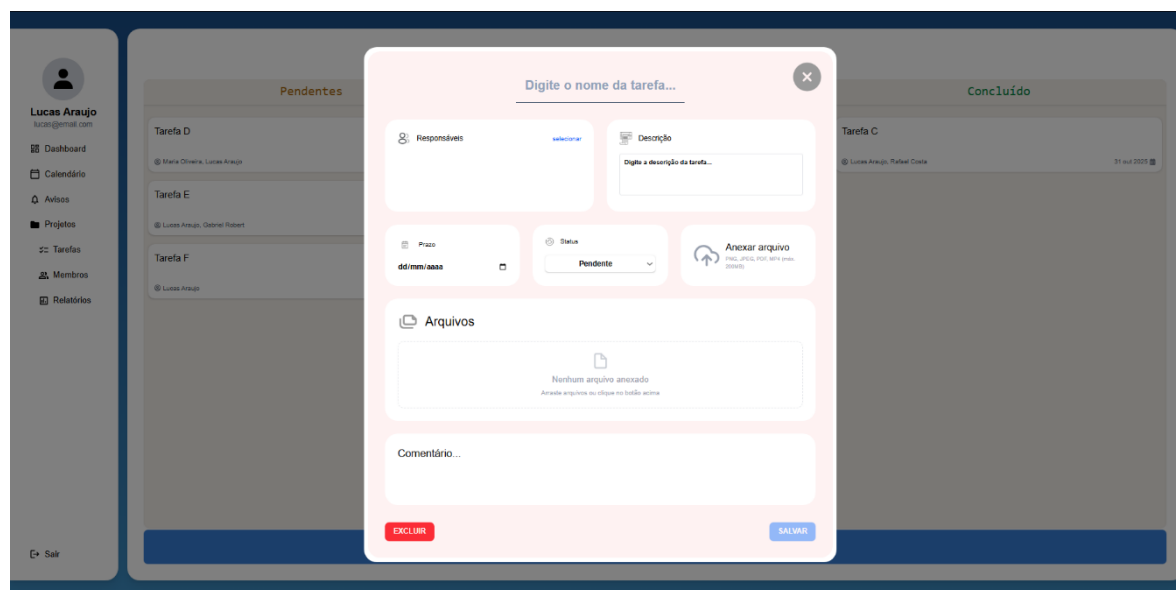 Lucas Araujo
lucas@email.com
Dashboard
Calendário
Avisos
Projetos
Tarefas
Membros
Relatórios
Sair
Pendentes
Tarefa D
Maria Oliveira, Lucas Araujo
Tarefa E
Lucas Araujo, Gabriel Robert
Tarefa F
Lucas Araujo
Digite o nome da tarefa...
Responsáveis
selecionar
Descrição
Digite a descrição da tarefa...
Prazo
dd/mm/aaaa
Status
Pendente
Anexar arquivo
PNG, JPEG, PDF, MP4 (máx.
200MB)
Arquivos
Nenhum arquivo anexado
Arraste arquivos ou clique no botão acima
Comentário...
EXCLUIR
SALVAR
Concluído
Tarefa C
Lucas Araujo, Rafael Costa
31 out 2025